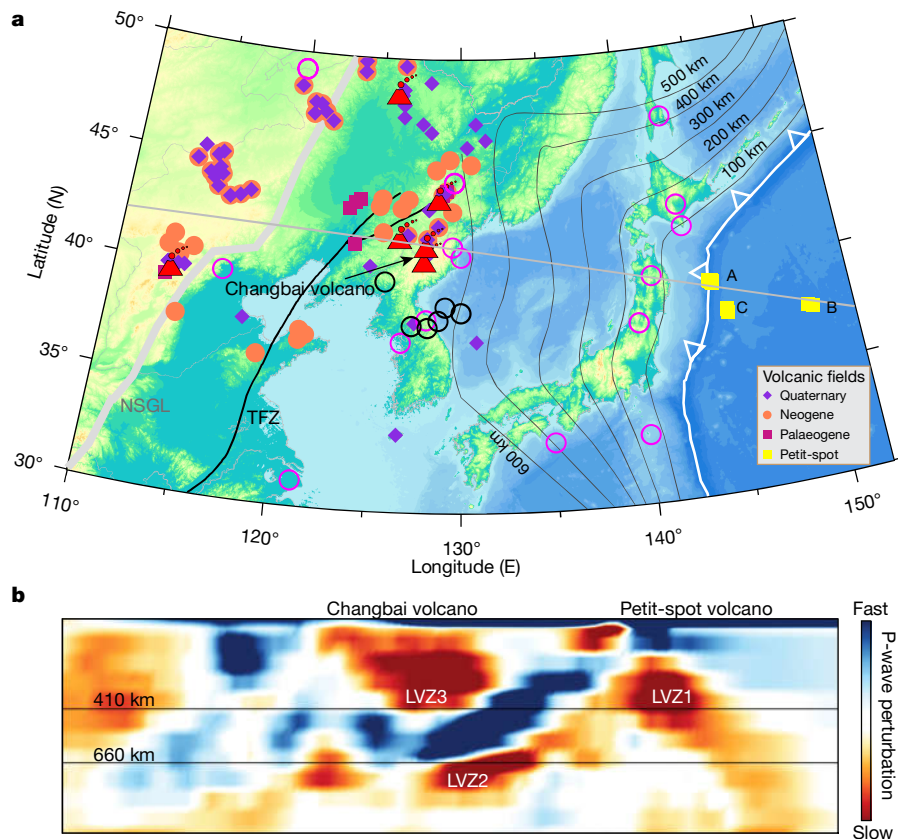 a
50°
45°
40°
35°
30°
Latitude (N)
500 km
400 km
300 km
200 km
100 km
600 km
Changbai volcano
NSGL
TFZ
A
C
B
Volcanic fields
Quaternary
Neogene
Palaeogene
Petit-spot
110°
120°
130°
140°
150°
Longitude (E)
b
Changbai volcano
Petit-spot volcano
Fast
410 km
LVZ3
LVZ1
660 km
LVZ2
P-wave perturbation
Slow